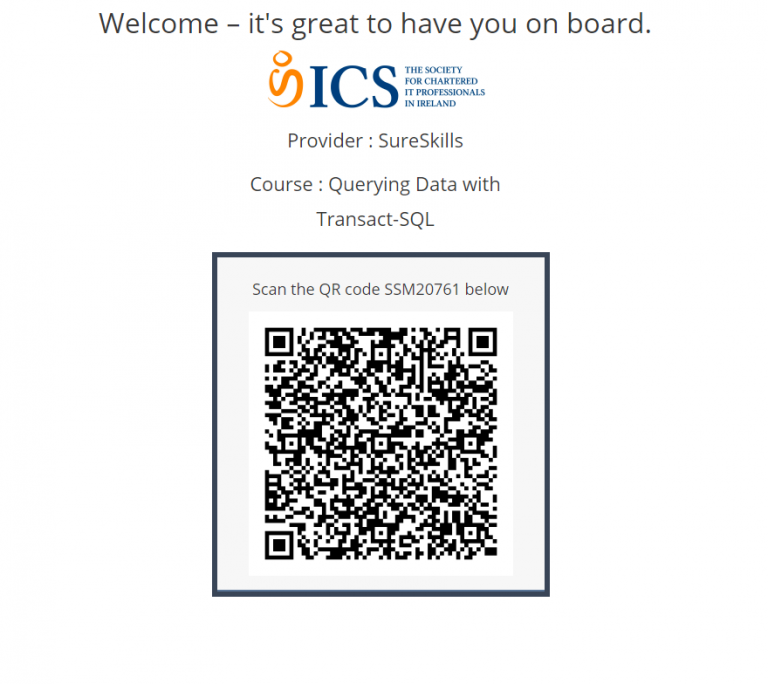 Welcome – it's great to have you on board.
ICS
THE SOCIETY
FOR CHARTERED
IT PROFESSIONALS
IN IRELAND
Provider : SureSkills
Course : Querying Data with
Transact-SQL
Scan the QR code SSM20761 below